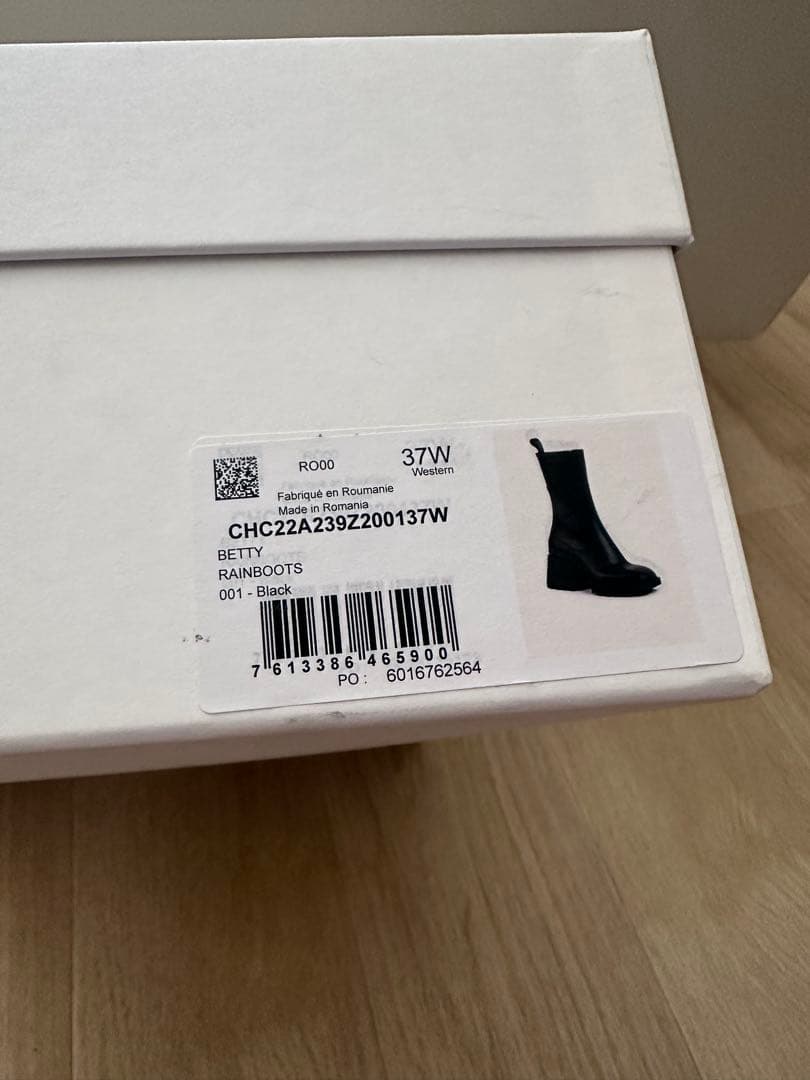 RO00
37W
Western
Fabriqué en Roumanie
Made in Romania
CHC22A239Z200137W
BETTY
RAINBOOTS
001 - Black
7 613386 465900
PO : 6016762564